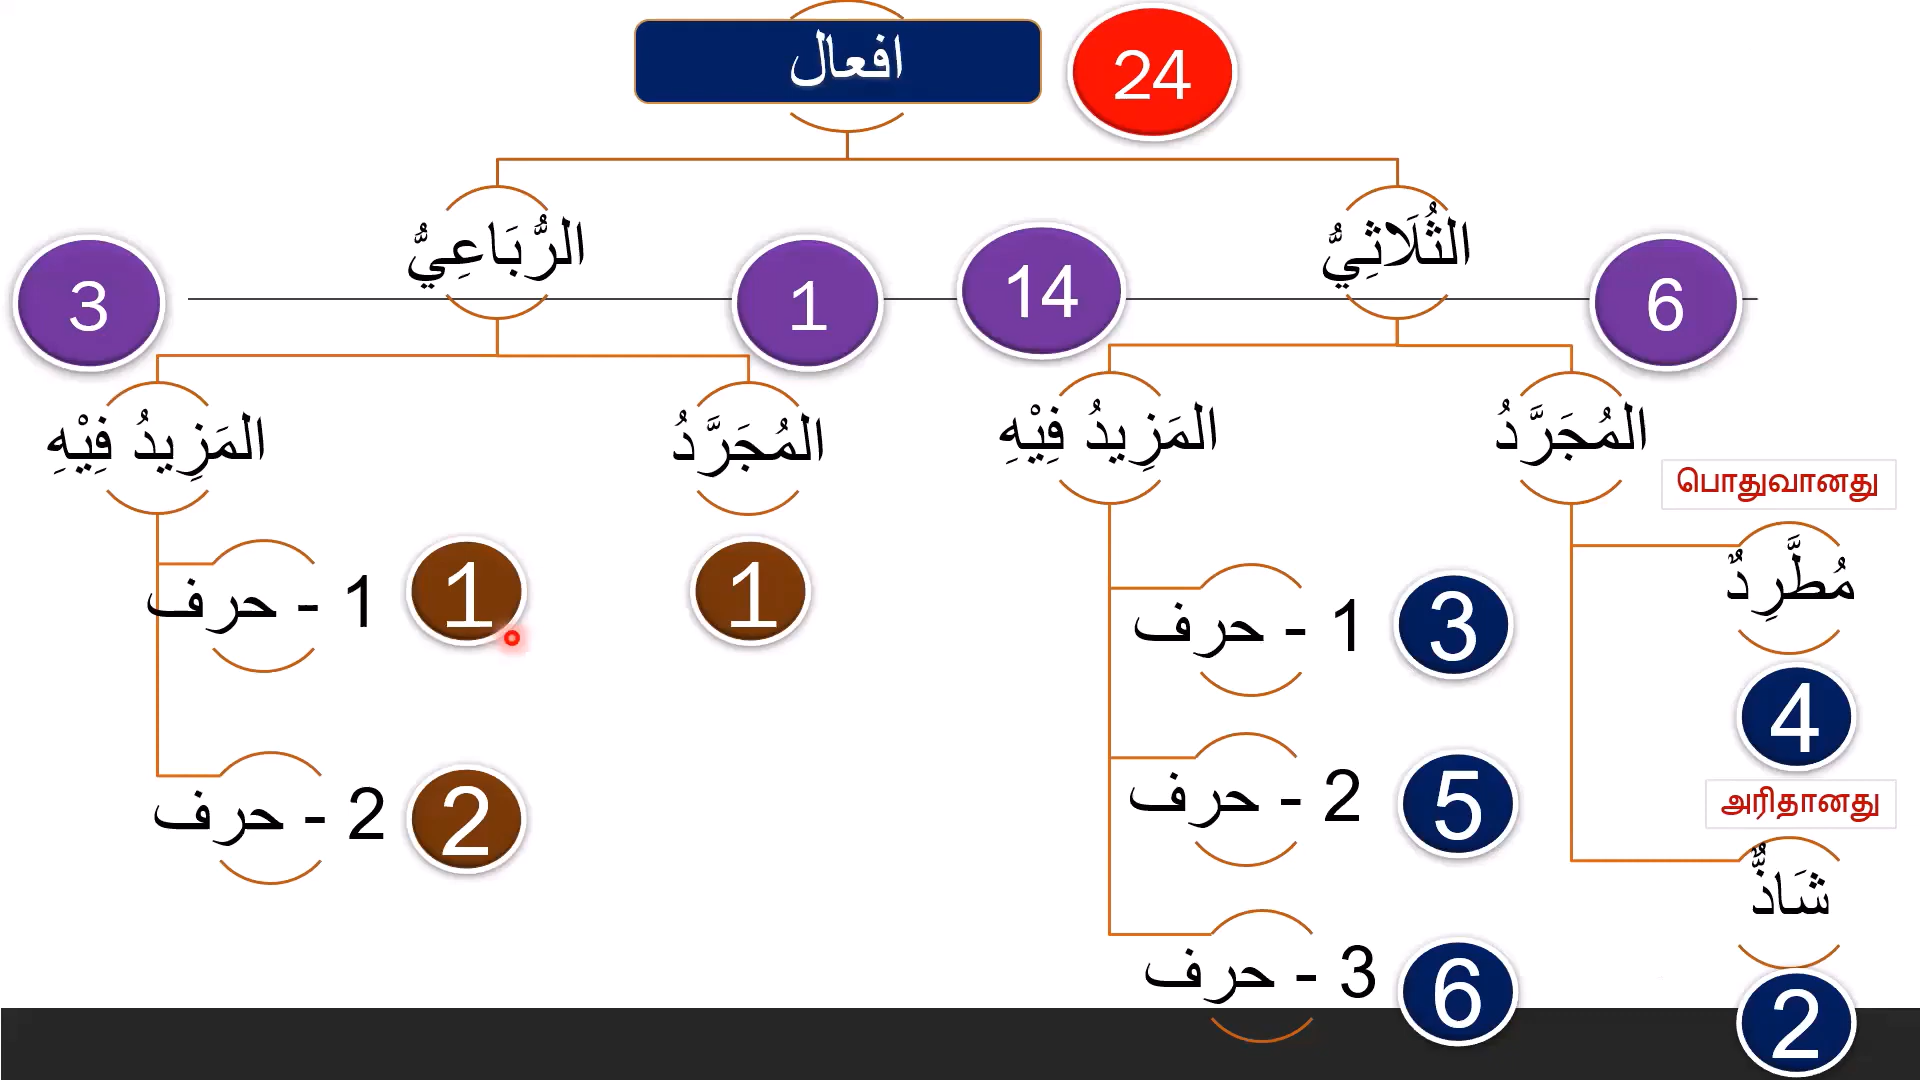 افعال
24
الثُلَاثِيُّ
الرُّبَاعِيُّ
6
14
1
3
المُجَرَّدُ
المَزِيدُ فِيْهِ
المُجَرَّدُ
المَزِيدُ فِيْهِ
பொதுவானது
مُطَّرِدٌ
4
அரிதானது
شَاذٌّ
2
1 - حرف
3
2 - حرف
5
3 - حرف
6
1
1 - حرف
1
2 - حرف
2